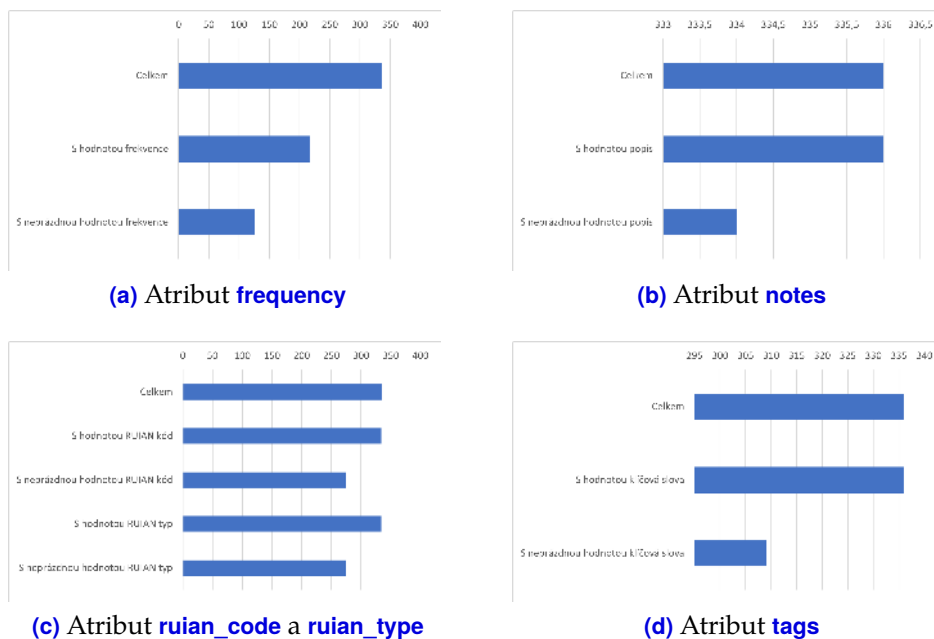 0 50 100 150 200 250 300 350 400
Celkem
S hodnotou frekvence
S neprázdnou hodnotou frekvence
(a) Atribut frequency
333 333,5 334 334,5 335 335,5 336 336,5
Celkem
S hodnotou popis
S neprázdnou hodnotou popis
(b) Atribut notes
0 50 100 150 200 250 300 350 400
Celkem
S hodnotou RUIAN kód
S neprázdnou hodnotou RUIAN kód
S hodnotou RUIAN typ
S neprázdnou hodnotou RUIAN typ
(c) Atribut ruian_code a ruian_type
295 300 305 310 315 320 325 330 335 340
Celkem
S hodnotou klíčová slova
S neprázdnou hodnotou klíčová slova
(d) Atribut tags